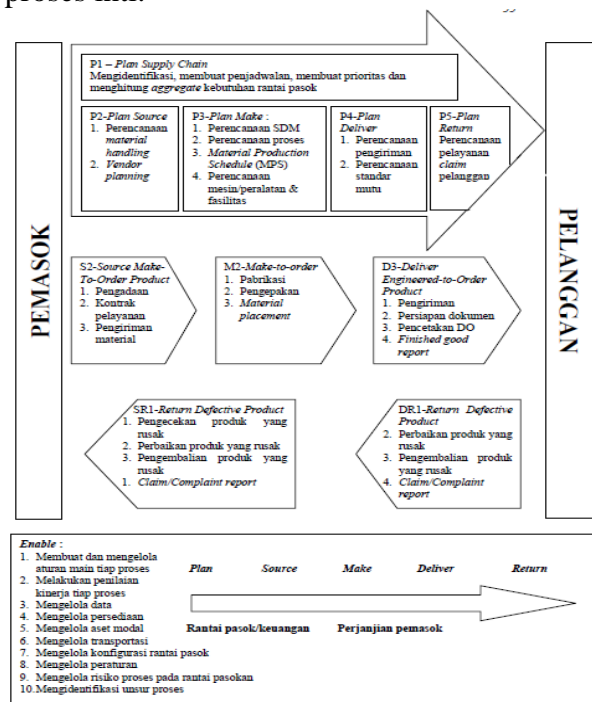 proses inti.
P1 – Plan Supply Chain
Mengidentifikasi, membuat penjadwalan, membuat prioritas dan
menghitung aggregate kebutuhan rantai pasok
P2-Plan Source
1. Perencanaan
material
handling
2. Vendor
planning
P3-Plan Make :
1. Perencanaan SDM
2. Perencanaan proses
3. Material Production
Schedule (MPS)
4. Perencanaan
mesin/peralatan &
fasilitas
P4-Plan
Deliver
1. Perencanaan
pengiriman
2. Perencanaan
standar
mutu
P5-Plan
Return
Perencanaan
pelayanan
claim
pelanggan
PEMASOK
PELANGGAN
S2-Source Make-
To-Order Product
1. Pengadaan
2. Kontrak
pelayanan
3. Pengiriman
material
M2-Make-to-order
1. Pabrikasi
2. Pengepakan
3. Material
placement
D3-Deliver
Engineered-to-Order
Product
1. Pengiriman
2. Persiapan dokumen
3. Pencetakan DO
4. Finished good
report
SR1-Return Defective Product
1. Pengecekan produk yang
rusak
2. Perbaikan produk yang rusak
3. Pengembalian produk yang
rusak
1. Claim/Complaint report
DR1-Return Defective
Product
2. Perbaikan produk yang
rusak
3. Pengembalian produk
yang rusak
4. Claim/Complaint
report
Enable :
1. Membuat dan mengelola
aturan main tiap proses
2. Melakukan penilaian
kinerja tiap proses
3. Mengelola data
4. Mengelola persediaan
5. Mengelola aset modal
6. Mengelola transportasi
7. Mengelola konfigurasi rantai pasok
8. Mengelola peraturan
9. Mengelola risiko proses pada rantai pasokan
10. Mengidentifikasi unsur proses
Plan Source Make Deliver Return
Rantai pasok/keuangan Perjanjian pemasok